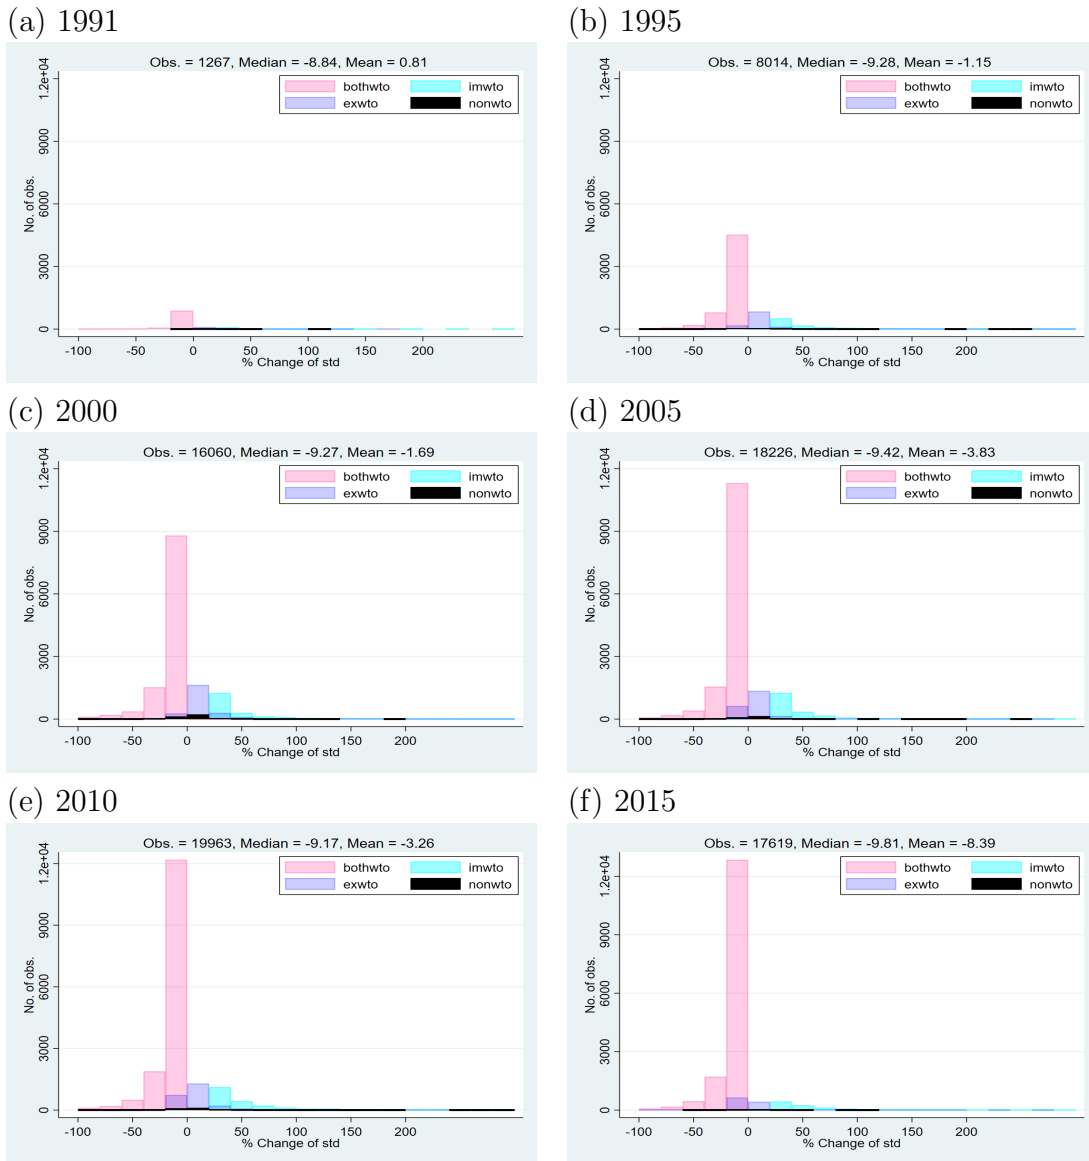 (a) 1991
Obs. = 1267, Median = -8.84, Mean = 0.81
bothwto imwto
exwto nonwto
No. of obs.
0 3000 6000 9000 1.2e+04
-100 -50 0 50 100 150 200
% Change of std
(b) 1995
Obs. = 8014, Median = -9.28, Mean = -1.15
bothwto imwto
exwto nonwto
No. of obs.
0 3000 6000 9000 1.2e+04
-100 -50 0 50 100 150 200
% Change of std
(c) 2000
Obs. = 16060, Median = -9.27, Mean = -1.69
bothwto imwto
exwto nonwto
No. of obs.
0 3000 6000 9000 1.2e+04
-100 -50 0 50 100 150 200
% Change of std
(d) 2005
Obs. = 18226, Median = -9.42, Mean = -3.83
bothwto imwto
exwto nonwto
No. of obs.
0 3000 6000 9000 1.2e+04
-100 -50 0 50 100 150 200
% Change of std
(e) 2010
Obs. = 19963, Median = -9.17, Mean = -3.26
bothwto imwto
exwto nonwto
No. of obs.
0 3000 6000 9000 1.2e+04
-100 -50 0 50 100 150 200
% Change of std
(f) 2015
Obs. = 17619, Median = -9.81, Mean = -8.39
bothwto imwto
exwto nonwto
No. of obs.
0 3000 6000 9000 1.2e+04
-100 -50 0 50 100 150 200
% Change of std